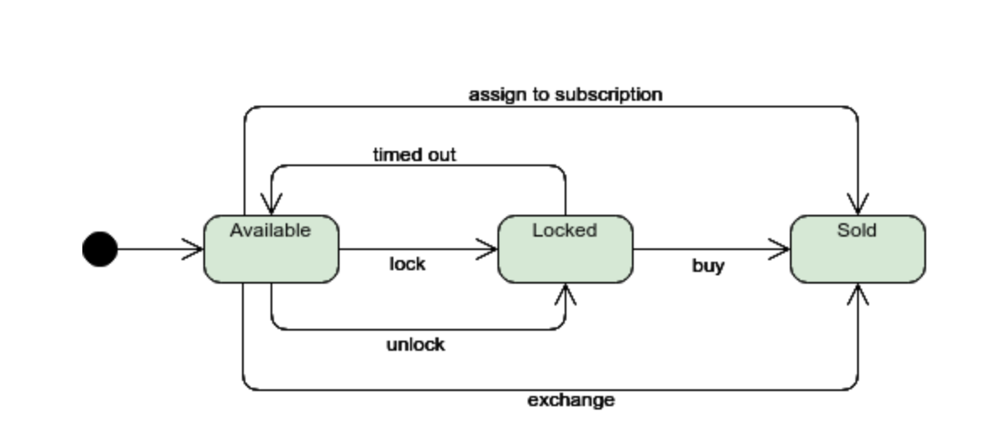 assign to subscription
timed out
Available
Locked
Sold
lock
buy
unlock
exchange